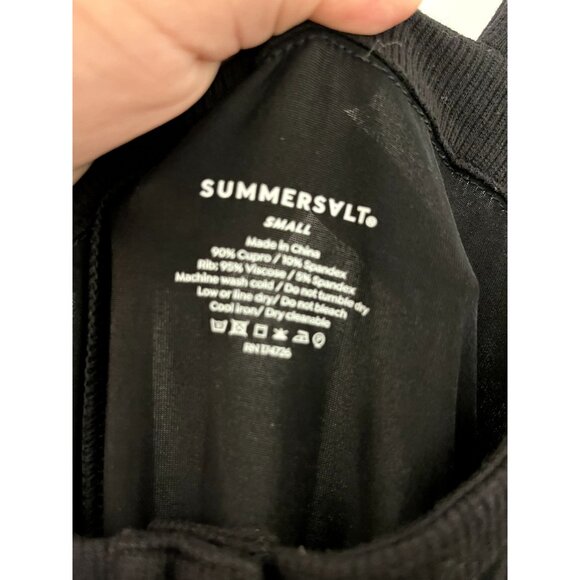 SUMMERSALT®
SMALL
Made in China
90% Cupro / 10% Spandex
Rib: 95% Viscose / 5% Spandex
Machine wash cold / Do not tumble dry
Low or line dry/ Do not bleach
Cool iron/ Dry cleanable
RN 174726